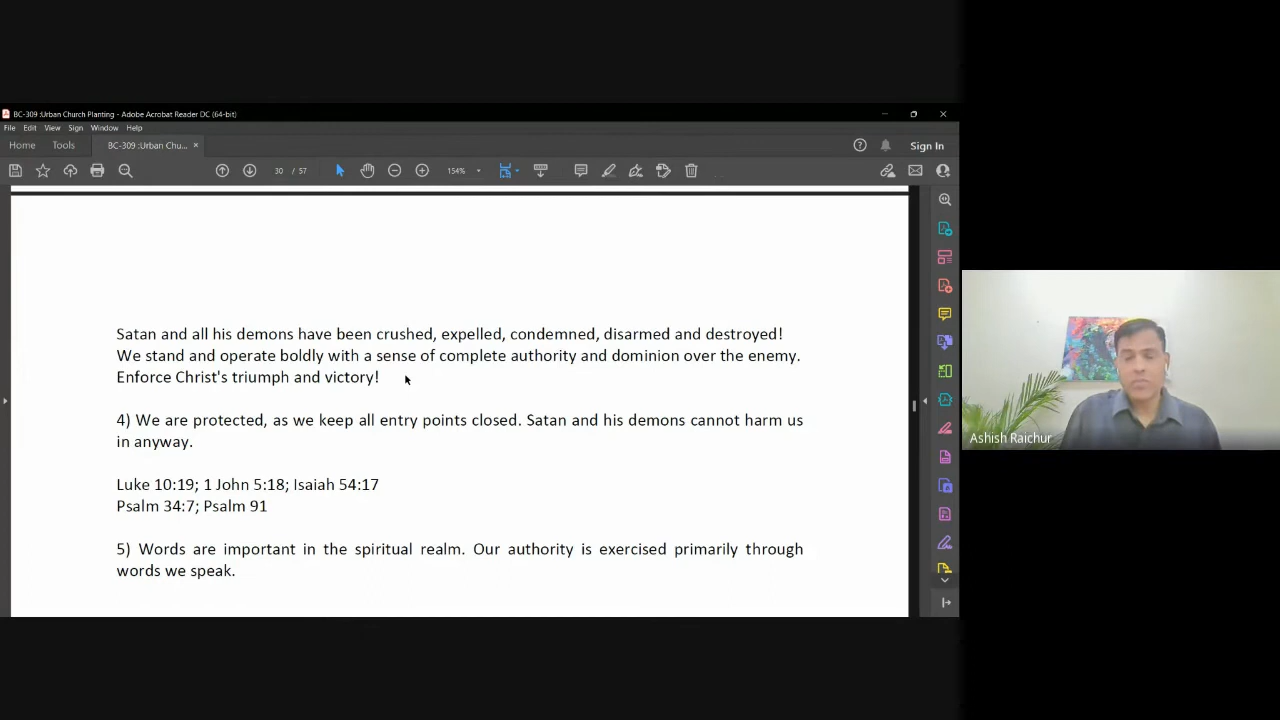 BC-309 :Urban Church Planting - Adobe Acrobat Reader DC (64-bit)
File Edit View Sign Window Help
Home Tools BC-309 :Urban Chu... × Sign In
30 / 57 154%
Satan and all his demons have been crushed, expelled, condemned, disarmed and destroyed!
We stand and operate boldly with a sense of complete authority and dominion over the enemy.
Enforce Christ's triumph and victory!
4) We are protected, as we keep all entry points closed. Satan and his demons cannot harm us
in anyway.
Luke 10:19; 1 John 5:18; Isaiah 54:17
Psalm 34:7; Psalm 91
5) Words are important in the spiritual realm. Our authority is exercised primarily through
words we speak.
Ashish Raichur